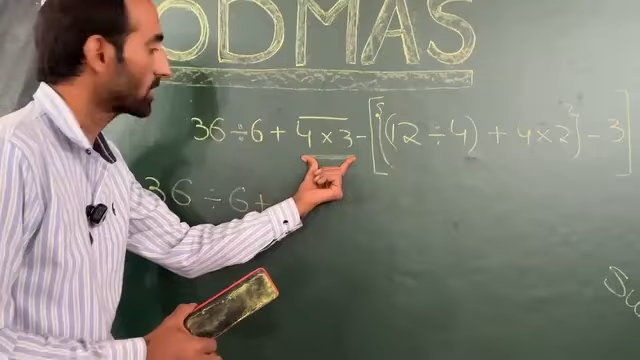 ODMAS
36 ÷ 6 + 4 × 3 − [{(12 ÷ 4) + 4 × 2} − 3]
36 ÷ 6 +